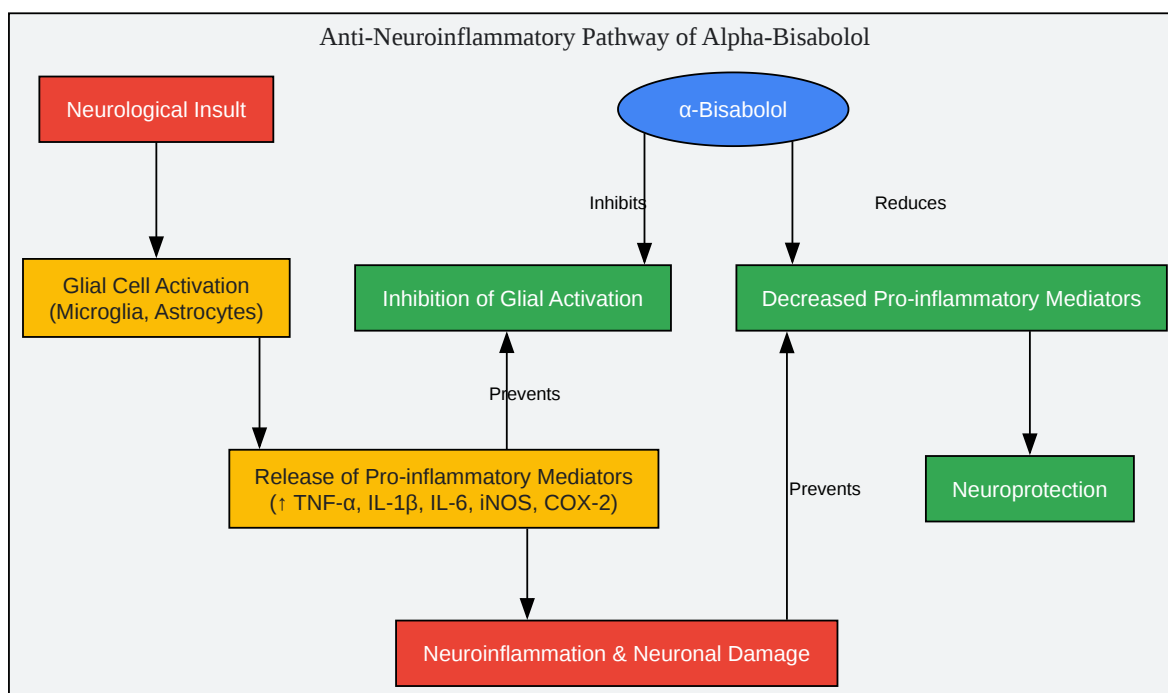 Anti-Neuroinflammatory Pathway of Alpha-Bisabolol
Neurological Insult
α-Bisabolol
Inhibits
Reduces
Glial Cell Activation
(Microglia, Astrocytes)
Inhibition of Glial Activation
Decreased Pro-inflammatory Mediators
Prevents
Release of Pro-inflammatory Mediators
(↑ TNF-α, IL-1β, IL-6, iNOS, COX-2)
Prevents
Neuroprotection
Neuroinflammation & Neuronal Damage